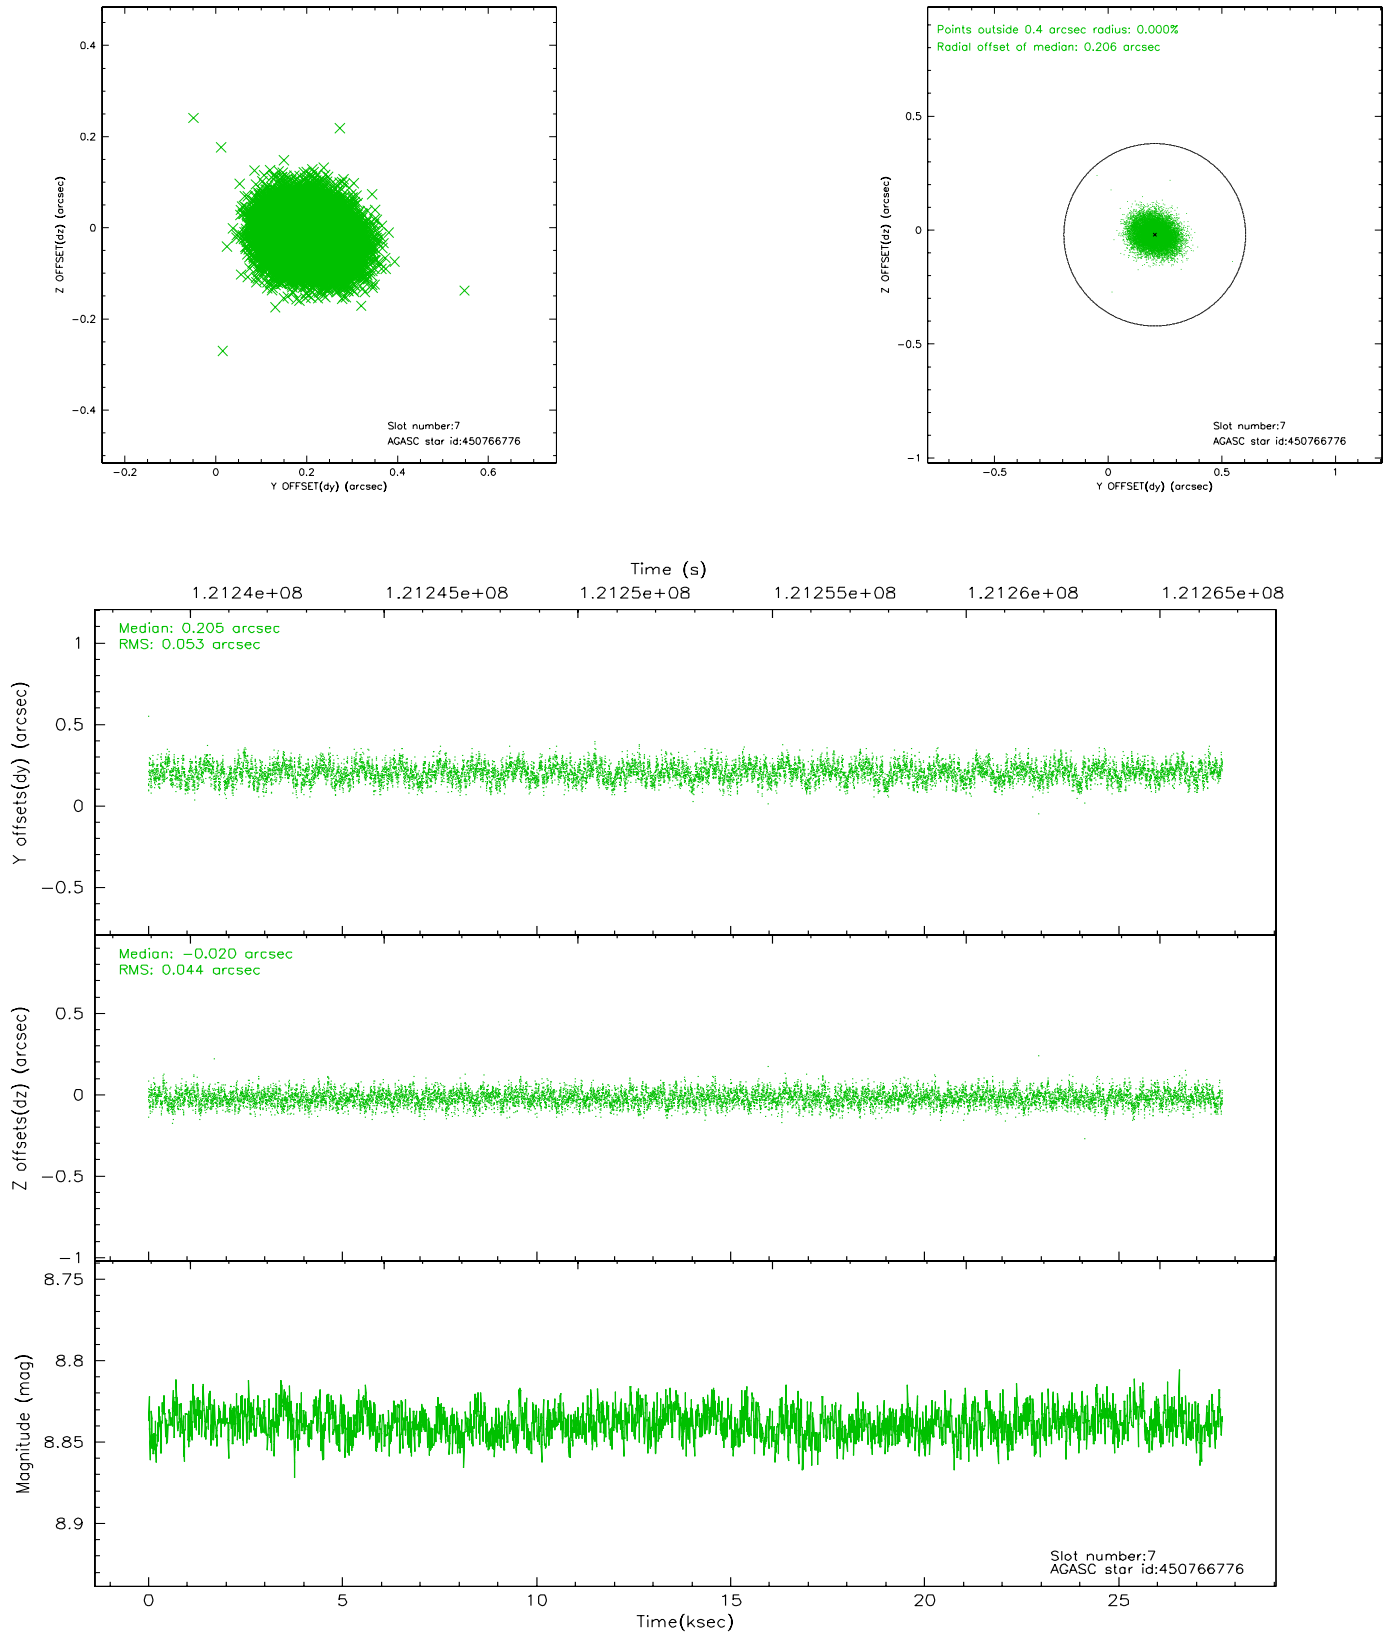 0.4
0.2
0
−0.2
−0.4
Z OFFSET(dz) (arcsec)
Slot number:7
AGASC star id:450766776
−0.2 0 0.2 0.4 0.6
Y OFFSET(dy) (arcsec)
Points outside 0.4 arcsec radius: 0.000%
Radial offset of median: 0.206 arcsec
0.5
0
−0.5
−1
Z OFFSET(dz) (arcsec)
Slot number:7
AGASC star id:450766776
−0.5 0 0.5 1
Y OFFSET(dy) (arcsec)
Time (s)
1.2124e+08 1.21245e+08 1.2125e+08 1.21255e+08 1.2126e+08 1.21265e+08
Median: 0.205 arcsec
RMS: 0.053 arcsec
1
0.5
0
−0.5
Y offsets(dy) (arcsec)
Median: −0.020 arcsec
RMS: 0.044 arcsec
0.5
0
−0.5
−1
Z offsets(dz) (arcsec)
8.75
8.8
8.85
8.9
Magnitude (mag)
Slot number:7
AGASC star id:450766776
0 5 10 15 20 25
Time(ksec)